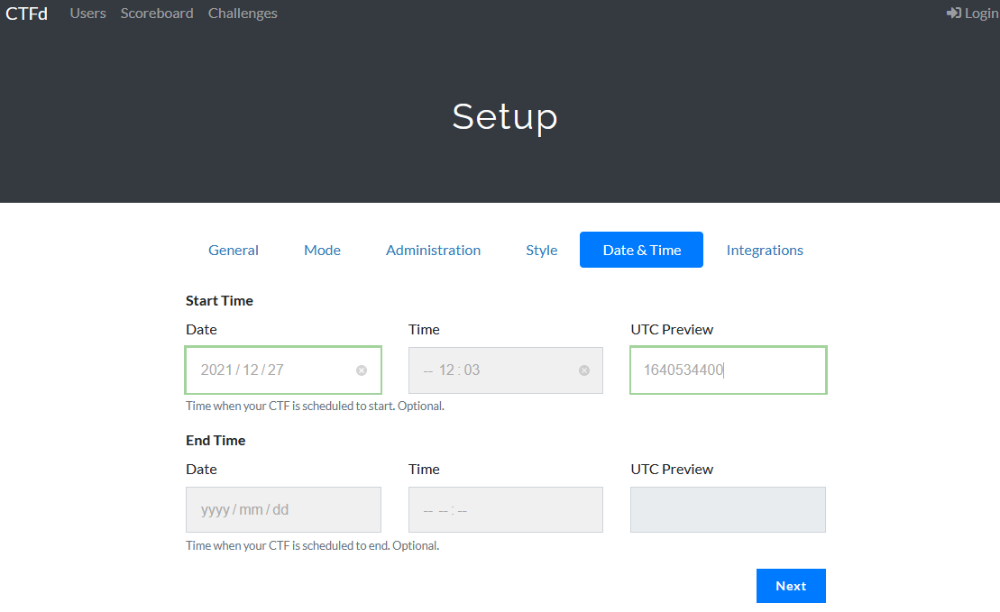 CTFd Users Scoreboard Challenges Login
Setup
General Mode Administration Style Date & Time Integrations
Start Time
Date Time UTC Preview
2021 / 12 / 27 -- 12 : 03 1640534400
Time when your CTF is scheduled to start. Optional.
End Time
Date Time UTC Preview
yyyy / mm / dd -- -- : --
Time when your CTF is scheduled to end. Optional.
Next